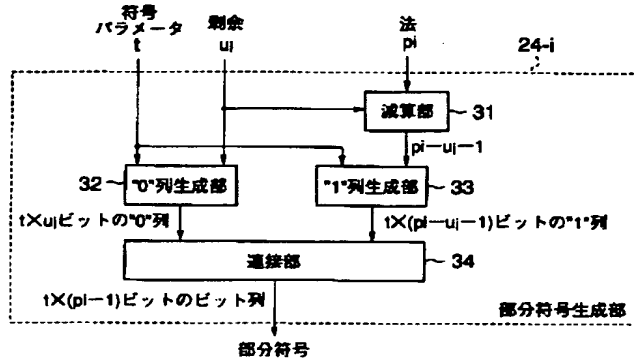 符号
パラメータ
t
剰余
ui
法
pi
24-i
減算部
31
pi-ui-1
32
"0"列生成部
"1"列生成部
33
t×uiビットの"0"列
t×(pi-ui-1)ビットの"1"列
連接部
34
t×(pi-1)ビットのビット列
部分符号生成部
部分符号